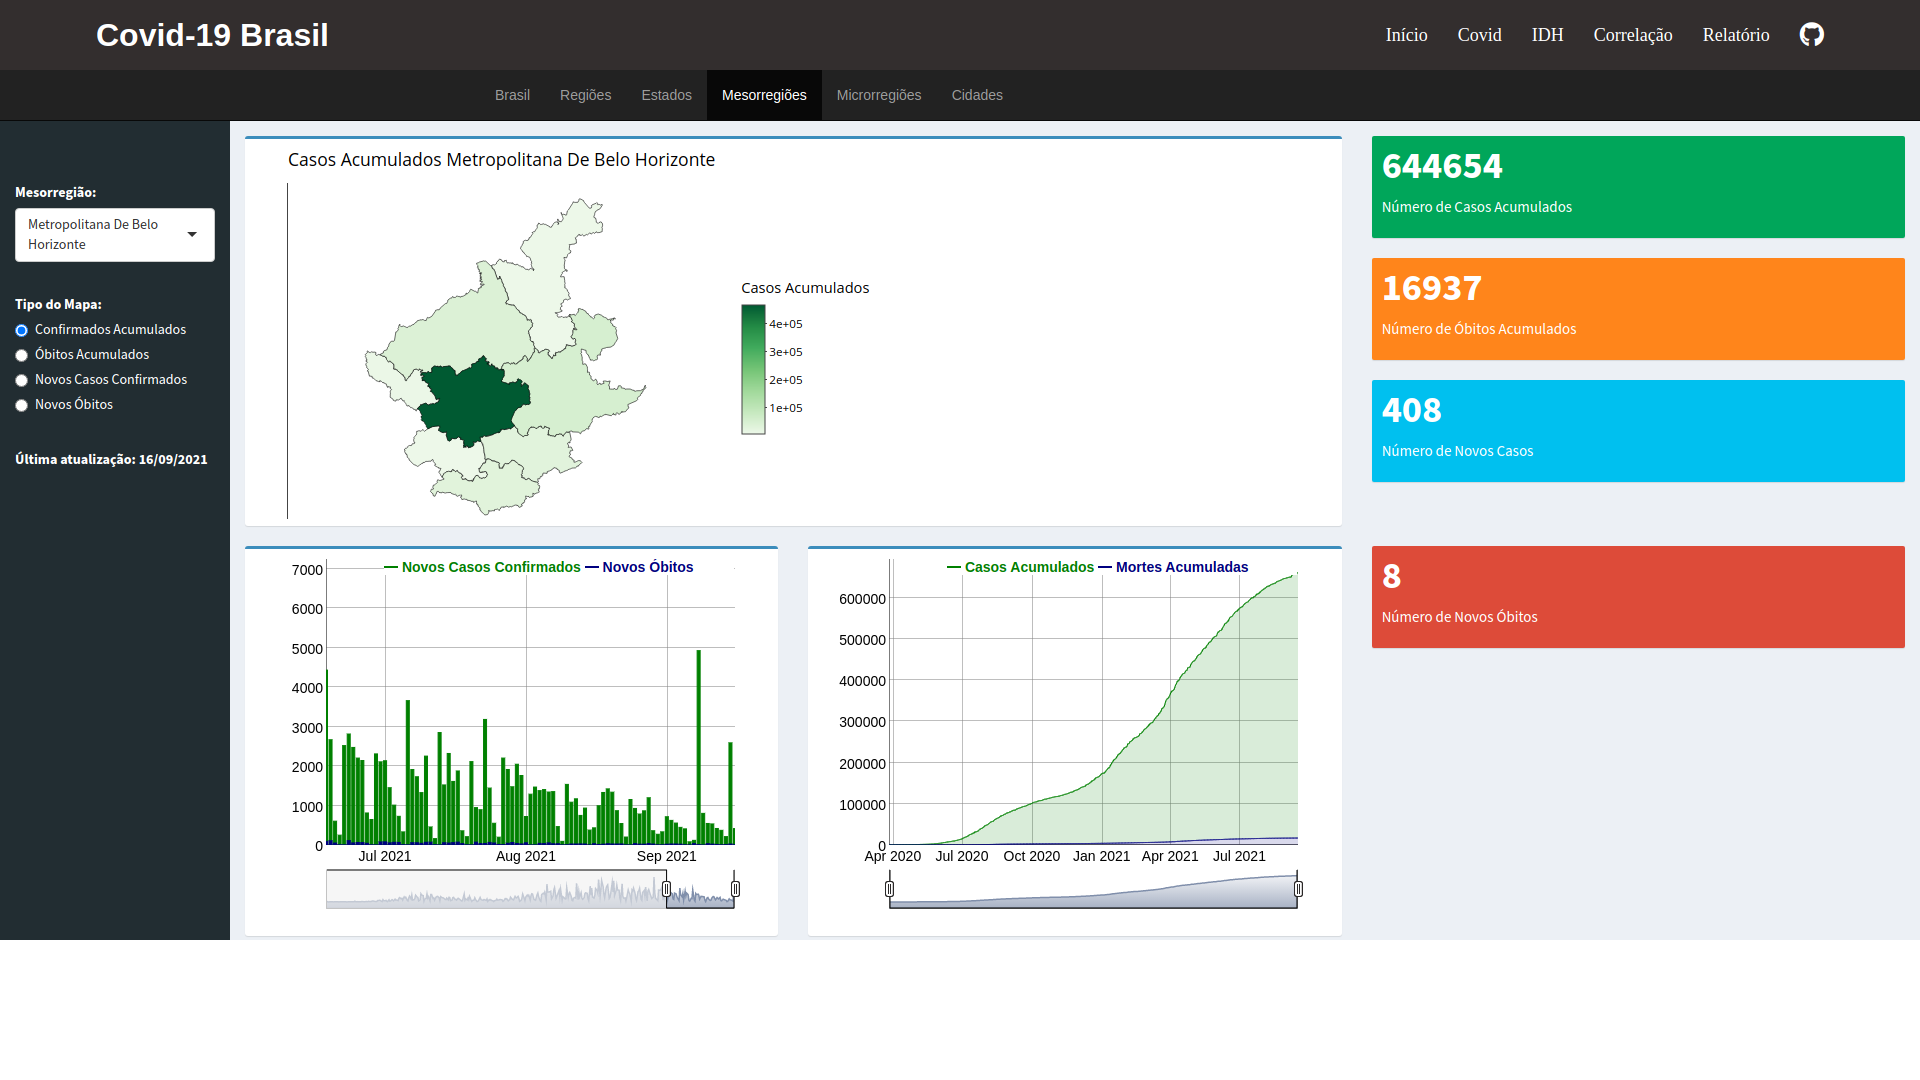 Covid-19 Brasil
Início Covid IDH Correlação Relatório
Brasil Regiões Estados Mesorregiões Microrregiões Cidades
Mesorregião:
Metropolitana De Belo
Horizonte
Tipo do Mapa:
Confirmados Acumulados
Óbitos Acumulados
Novos Casos Confirmados
Novos Óbitos
Última atualização: 16/09/2021
Casos Acumulados Metropolitana De Belo Horizonte
Casos Acumulados
4e+05
3e+05
2e+05
1e+05
644654
Número de Casos Acumulados
16937
Número de Óbitos Acumulados
408
Número de Novos Casos
8
Número de Novos Óbitos
Novos Casos Confirmados Novos Óbitos
7000
6000
5000
4000
3000
2000
1000
0
Jul 2021 Aug 2021 Sep 2021
Casos Acumulados Mortes Acumuladas
600000
500000
400000
300000
200000
100000
0
Apr 2020 Jul 2020 Oct 2020 Jan 2021 Apr 2021 Jul 2021